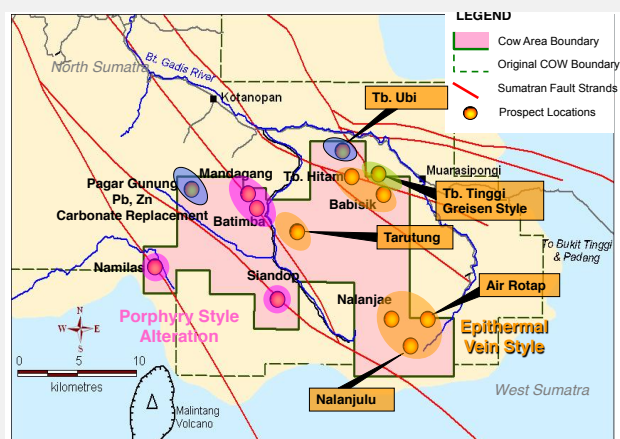 LEGEND
Cow Area Boundary
Original COW Boundary
Sumatran Fault Strands
Prospect Locations
North Sumatra
Bt. Gadis River
Kotanopan
Tb. Ubi
Mandagang
To. Hitam
Muarasipongi
Pagar Gunung
Pb, Zn
Carbonate Replacement
Babisik
Tb. Tinggi
Greisen Style
Batimba
Tarutung
To Bukit Tinggi
& Padang
Namilas
Siandop
Air Rotap
Nalanjae
Porphyry Style
Alteration
Epithermal
Vein Style
N
W E
S
0 5 10
kilometres
Nalanjulu
West Sumatra
Malintang
Volcano